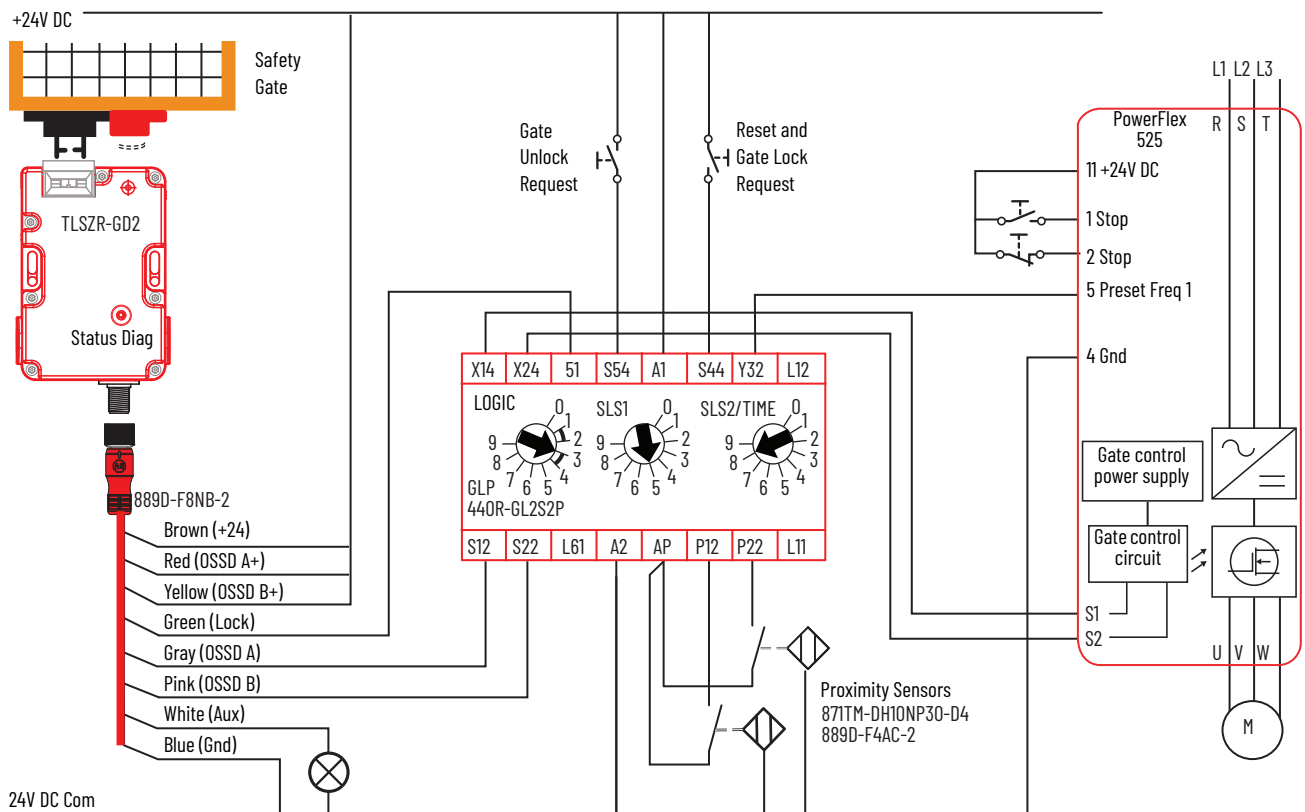 +24V DC
Safety
Gate
TLSZR-GD2
Status Diag
AB
889D-F8NB-2
Brown (+24)
Red (OSSD A+)
Yellow (OSSD B+)
Green (Lock)
Gray (OSSD A)
Pink (OSSD B)
White (Aux)
Blue (Gnd)
24V DC Com
Gate
Unlock
Request
Reset and
Gate Lock
Request
X14 X24 51 S54 A1 S44 Y32 L12
LOGIC
0 1 2 3 4 5 6 7 8 9
SLS1
0 1 2 3 4 5 6 7 8 9
SLS2/TIME
0 1 2 3 4 5 6 7 8 9
GLP
440R-GL2S2P
S12 S22 L61 A2 AP P12 P22 L11
Proximity Sensors
871TM-DH10NP30-D4
889D-F4AC-2
L1 L2 L3
R S T
PowerFlex
525
11 +24V DC
1 Stop
2 Stop
5 Preset Freq 1
4 Gnd
Gate control
power supply
Gate control
circuit
S1
S2
U V W
M